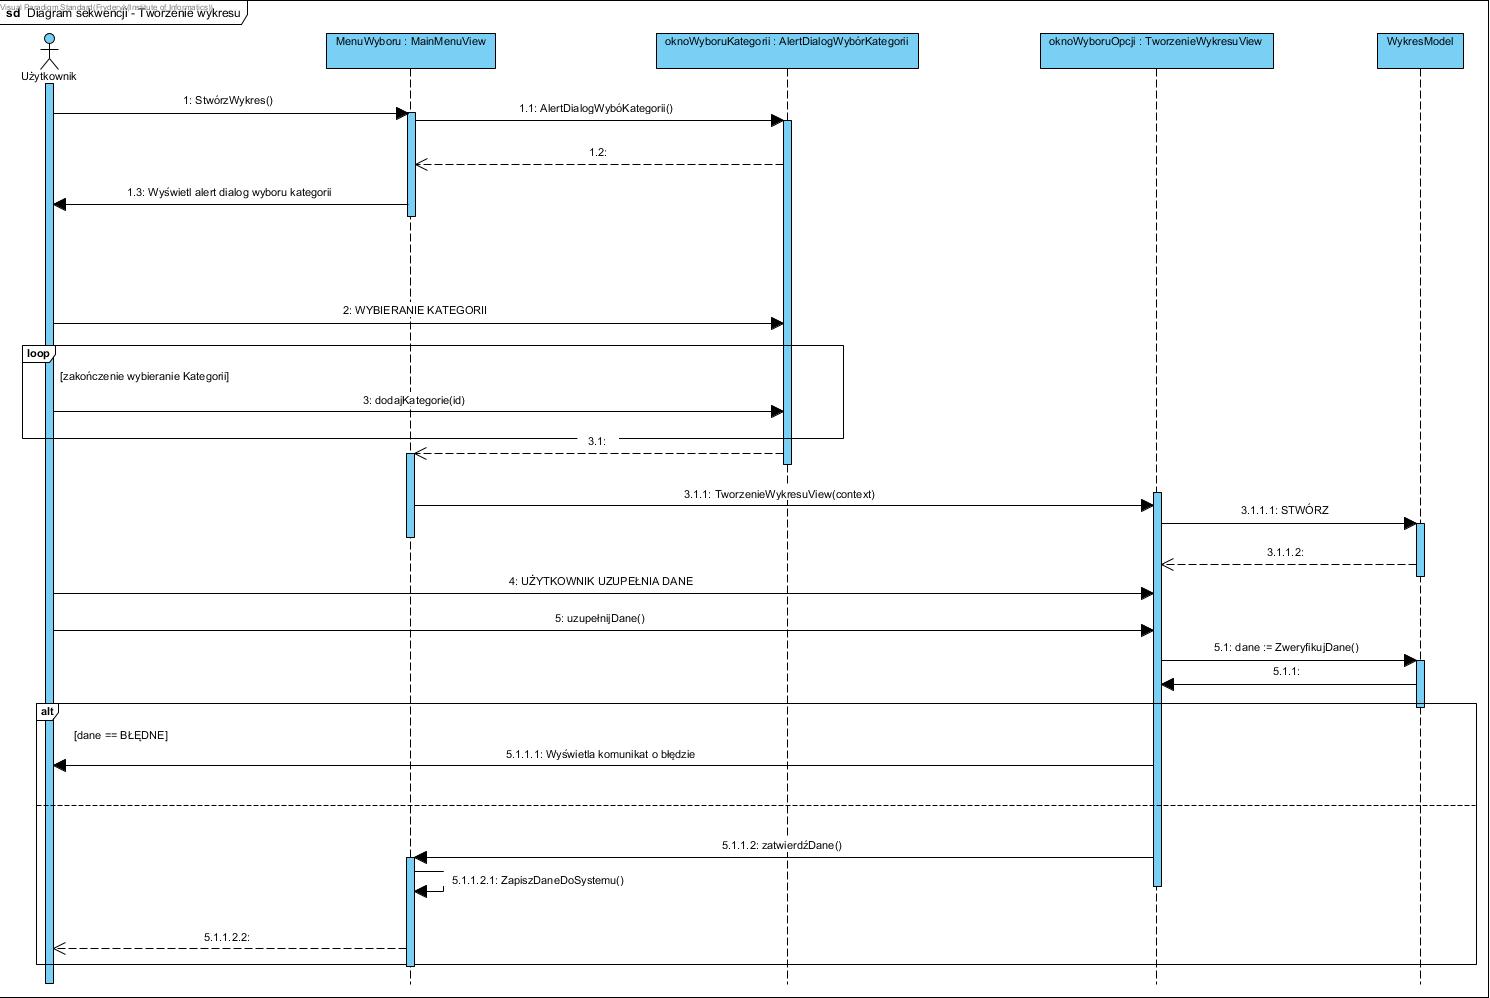 Visual Paradigm Standard(Fryderyk(Institute of Informatics))
sd Diagram sekwencji - Tworzenie wykresu
Użytkownik
MenuWyboru : MainMenuView
oknoWyboruKategorii : AlertDialogWybórKategorii
oknoWyboruOpcji : TworzenieWykresuView
WykresModel
1: StwórzWykres()
1.1: AlertDialogWybóKategorii()
1.2:
1.3: Wyświetl alert dialog wyboru kategorii
2: WYBIERANIE KATEGORII
loop
[zakończenie wybieranie Kategorii]
3: dodajKategorie(id)
3.1:
3.1.1: TworzenieWykresuView(context)
3.1.1.1: STWÓRZ
3.1.1.2:
4: UŻYTKOWNIK UZUPEŁNIA DANE
5: uzupełnijDane()
5.1: dane := ZweryfikujDane()
5.1.1:
alt
[dane == BŁĘDNE]
5.1.1.1: Wyświetla komunikat o błędzie
5.1.1.2: zatwierdźDane()
5.1.1.2.1: ZapiszDaneDoSystemu()
5.1.1.2.2: